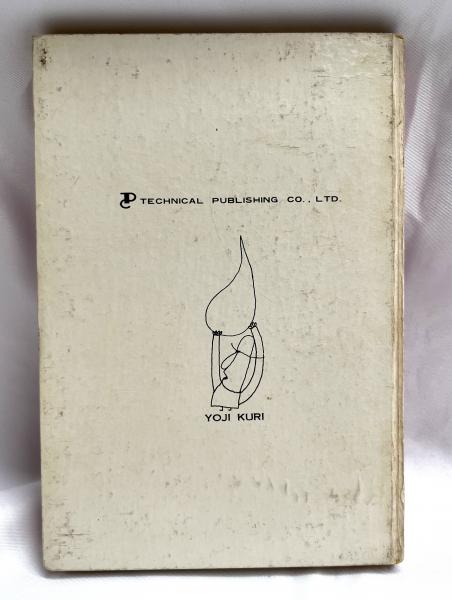 TECHNICAL PUBLISHING CO., LTD.
YOJI KURI